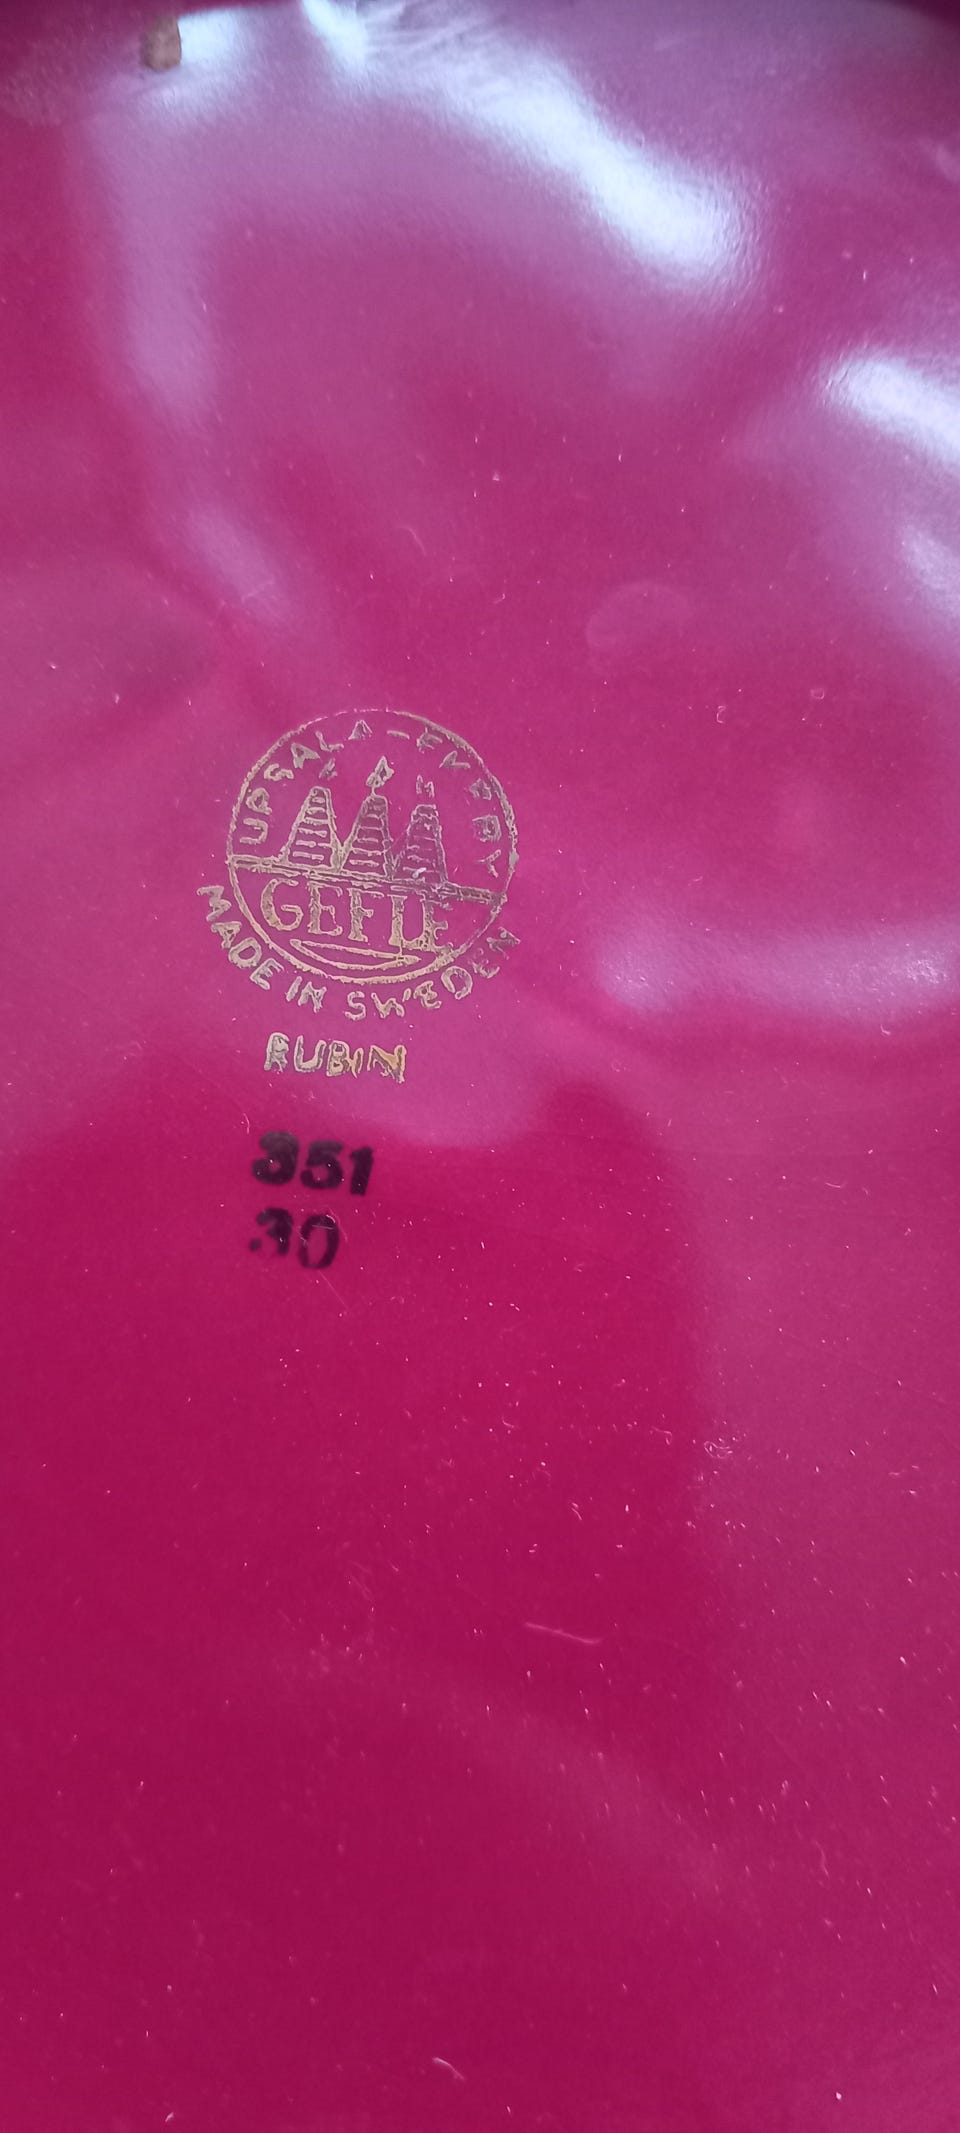 UPSALA-EKEBY
GEFLE
MADE IN SWEDEN
RUBIN
351
30